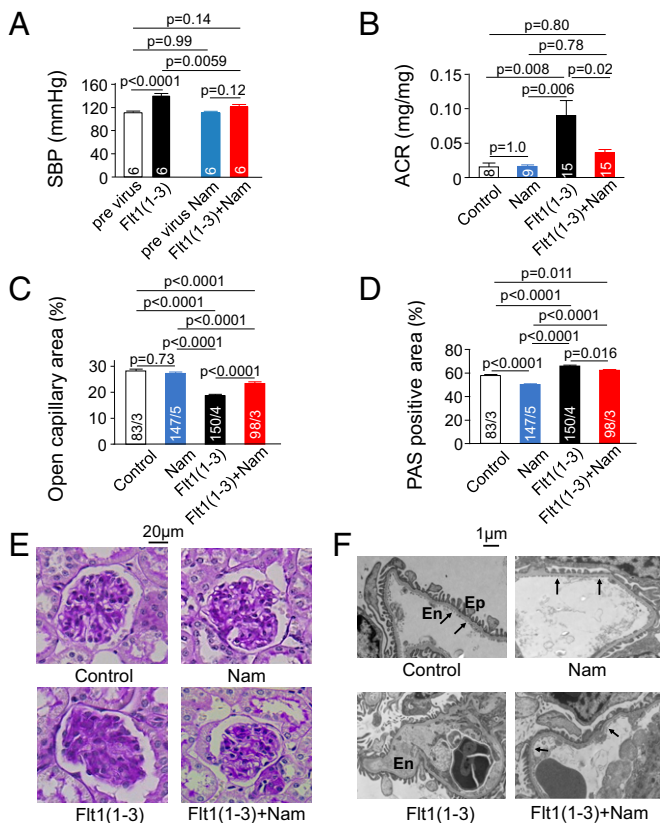 A
p=0.14
p=0.99
p=0.0059
p<0.0001
p=0.12
SBP (mmHg)
160
120
80
40
0
6
6
6
6
pre virus
Flt1(1-3)
pre virus Nam
Flt1(1-3)+Nam
B
p=0.80
p=0.78
p=0.008
p=0.02
p=0.006
p=1.0
ACR (mg/mg)
0.15
0.10
0.05
0
8
9
15
15
Control
Nam
Flt1(1-3)
Flt1(1-3)+Nam
C
p<0.0001
p<0.0001
p<0.0001
p<0.0001
p=0.73
p<0.0001
Open capillary area (%)
30
20
10
0
83/3
147/5
150/4
98/3
Control
Nam
Flt1(1-3)
Flt1(1-3)+Nam
D
p=0.011
p<0.0001
p<0.0001
p<0.0001
p<0.0001
p=0.016
PAS positive area (%)
80
60
40
20
0
83/3
147/5
150/4
98/3
Control
Nam
Flt1(1-3)
Flt1(1-3)+Nam
E
20μm
Control
Nam
Flt1(1-3)
Flt1(1-3)+Nam
F
1μm
En
Ep
Control
Nam
En
Flt1(1-3)
Flt1(1-3)+Nam